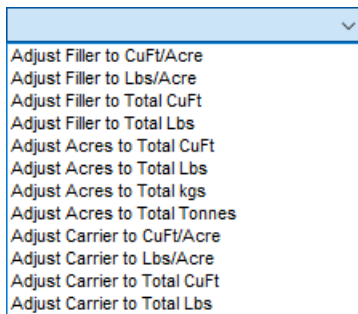 Adjust Filler to CuFt/Acre
Adjust Filler to Lbs/Acre
Adjust Filler to Total CuFt
Adjust Filler to Total Lbs
Adjust Acres to Total CuFt
Adjust Acres to Total Lbs
Adjust Acres to Total kgs
Adjust Acres to Total Tonnes
Adjust Carrier to CuFt/Acre
Adjust Carrier to Lbs/Acre
Adjust Carrier to Total CuFt
Adjust Carrier to Total Lbs